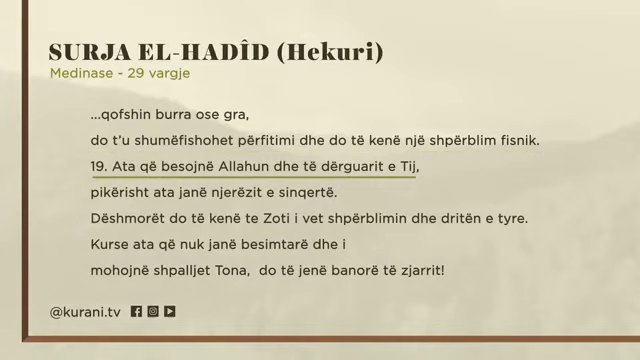 SURJA EL-HADÎD (Hekuri)
Medinase - 29 vargje
...qofshin burra ose gra,
do t'u shumëfishohet përfitimi dhe do të kenë një shpërblim fisnik.
19. Ata që besojnë Allahun dhe të dërguarit e Tij,
pikërisht ata janë njerëzit e sinqertë.
Dëshmorët do të kenë te Zoti i vet shpërblimin dhe dritën e tyre.
Kurse ata që nuk janë besimtarë dhe i
mohojnë shpalljet Tona, do të jenë banorë të zjarrit!
@kurani.tv